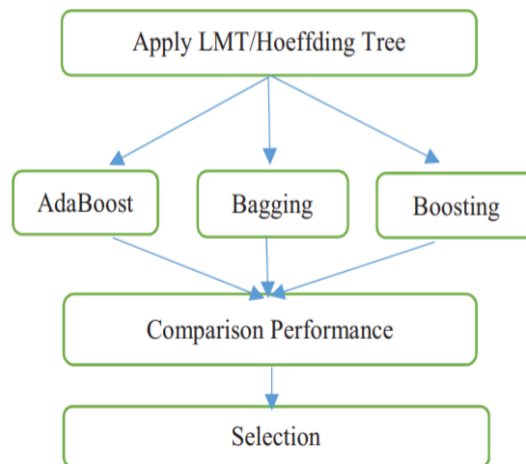 Apply LMT/Hoeffding Tree
AdaBoost
Bagging
Boosting
Comparison Performance
Selection